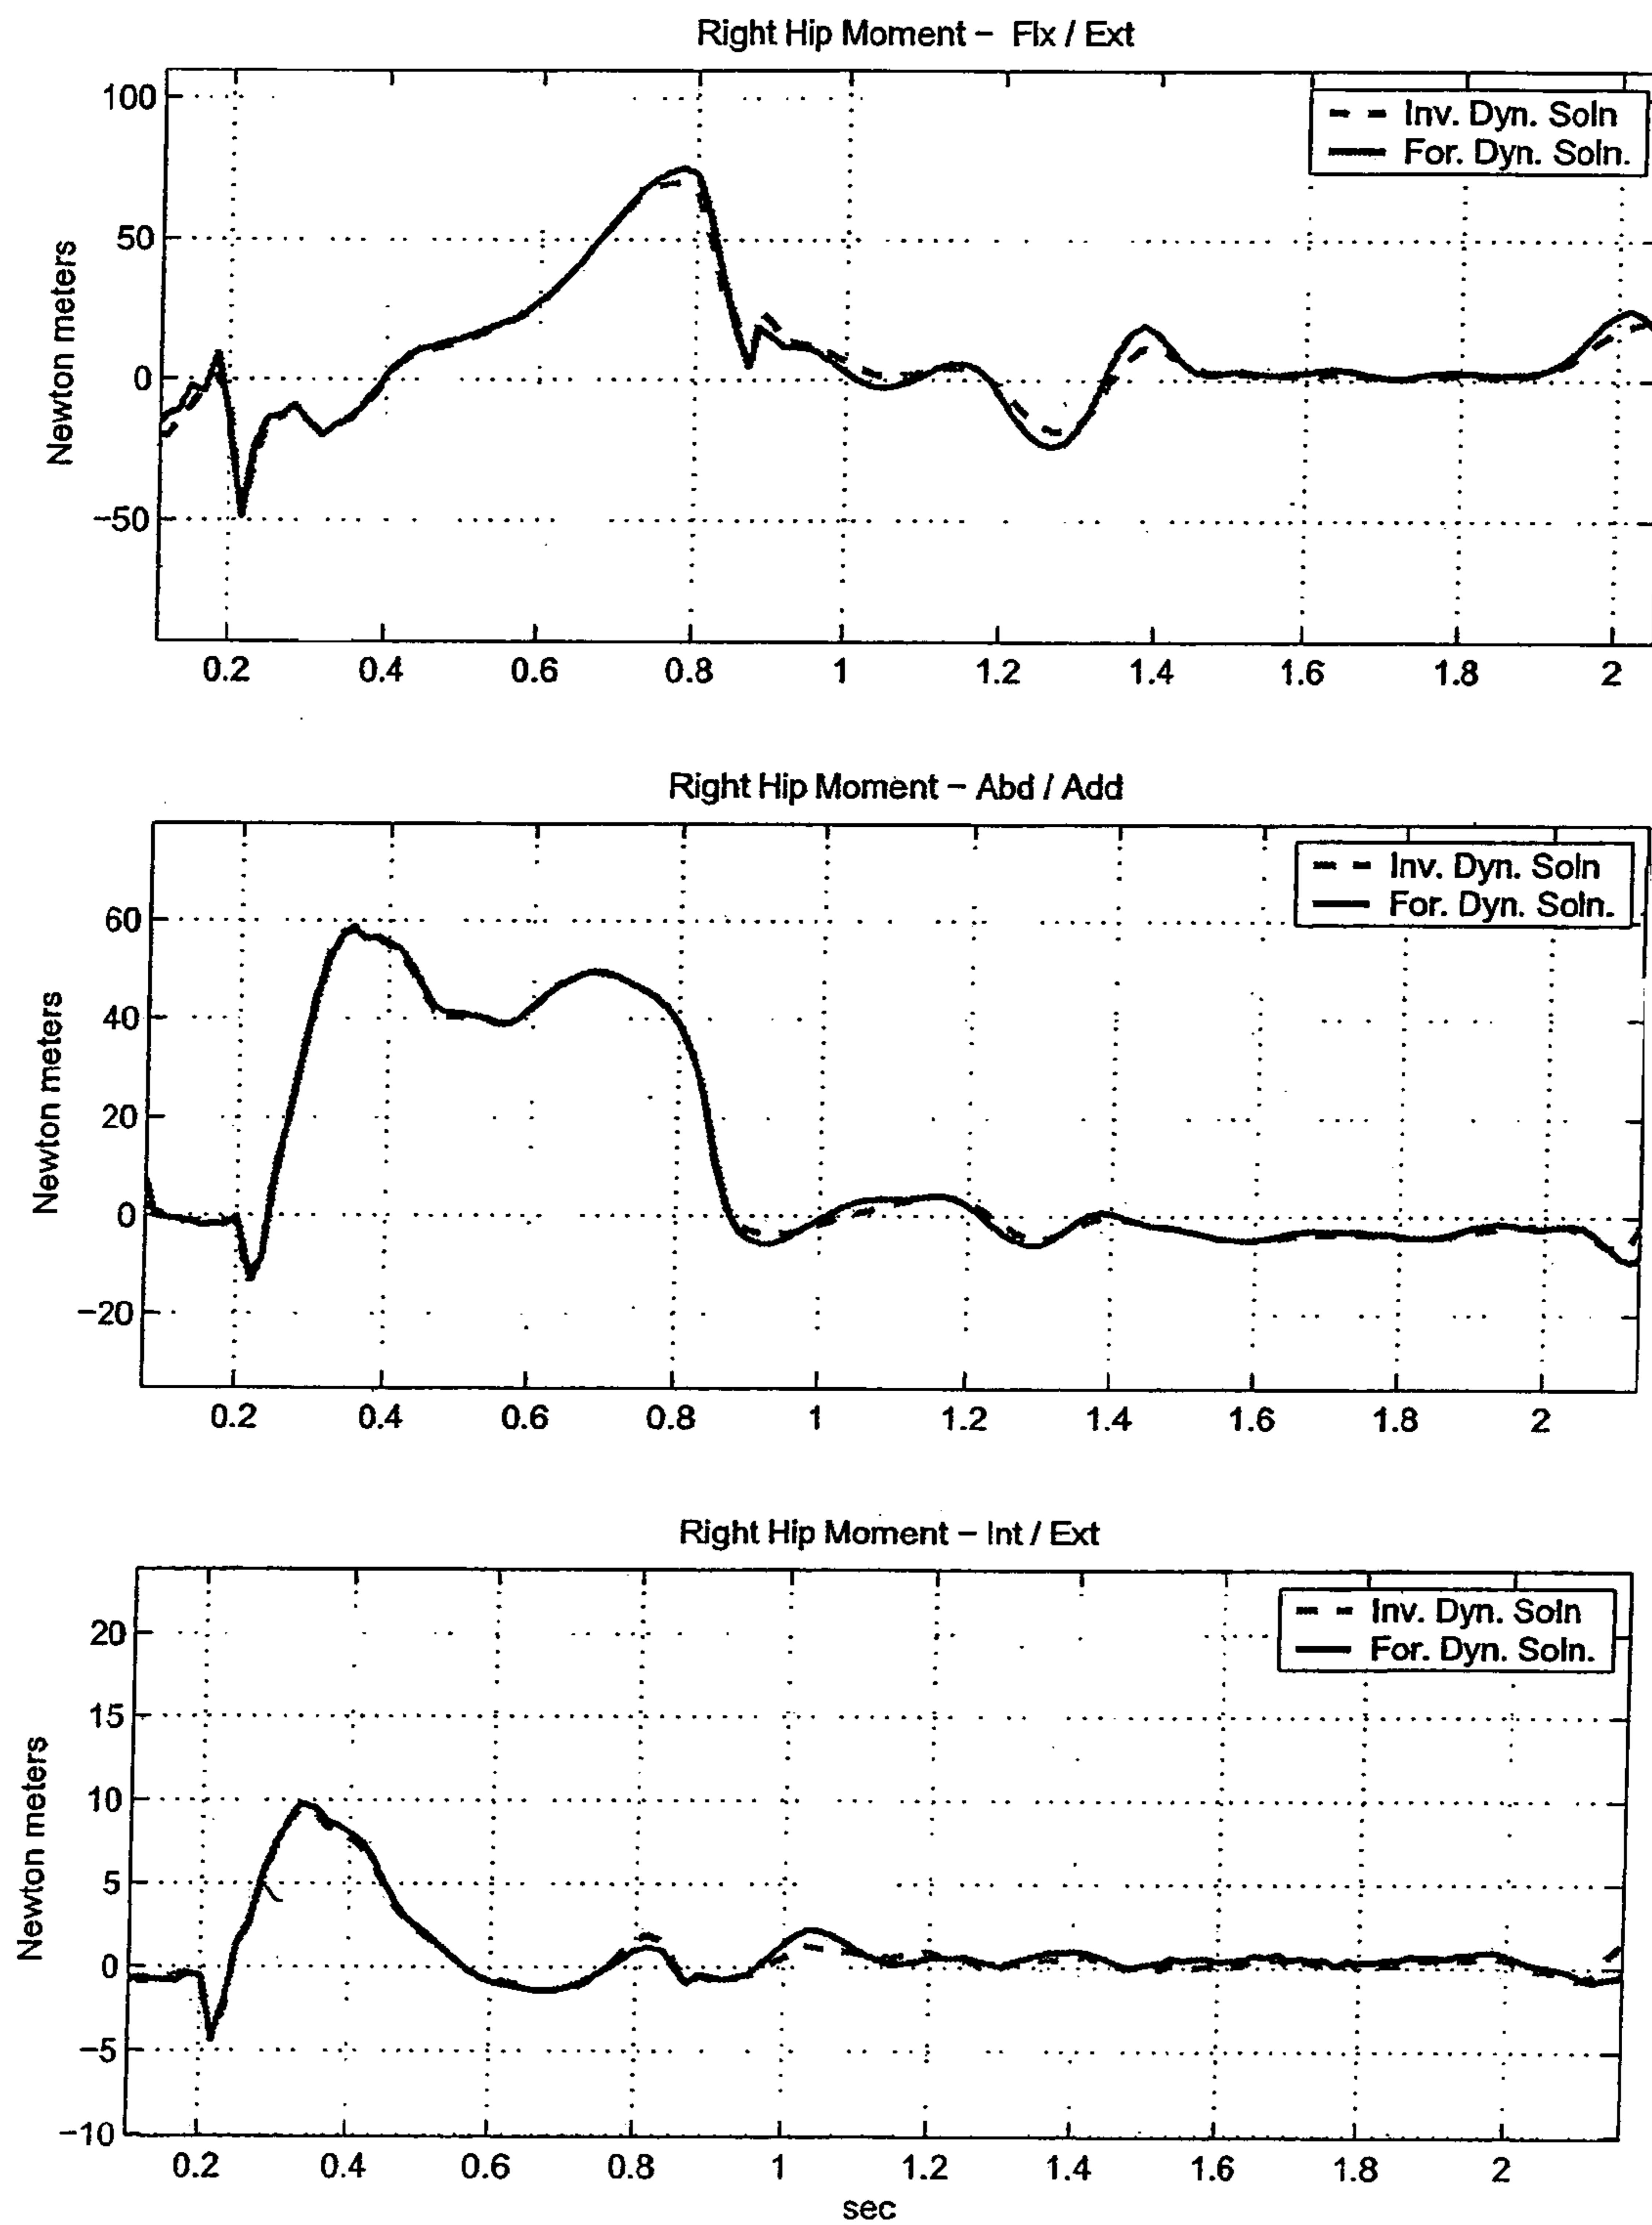 Right Hip Moment – Flx / Ext
Inv. Dyn. Soln
For. Dyn. Soln.
Newton meters
100
50
0
−50
0.2 0.4 0.6 0.8 1 1.2 1.4 1.6 1.8 2
Right Hip Moment – Abd / Add
Inv. Dyn. Soln
For. Dyn. Soln.
Newton meters
60
40
20
0
−20
0.2 0.4 0.6 0.8 1 1.2 1.4 1.6 1.8 2
Right Hip Moment – Int / Ext
Inv. Dyn. Soln
For. Dyn. Soln.
Newton meters
20
15
10
5
0
−5
−10
0.2 0.4 0.6 0.8 1 1.2 1.4 1.6 1.8 2
sec